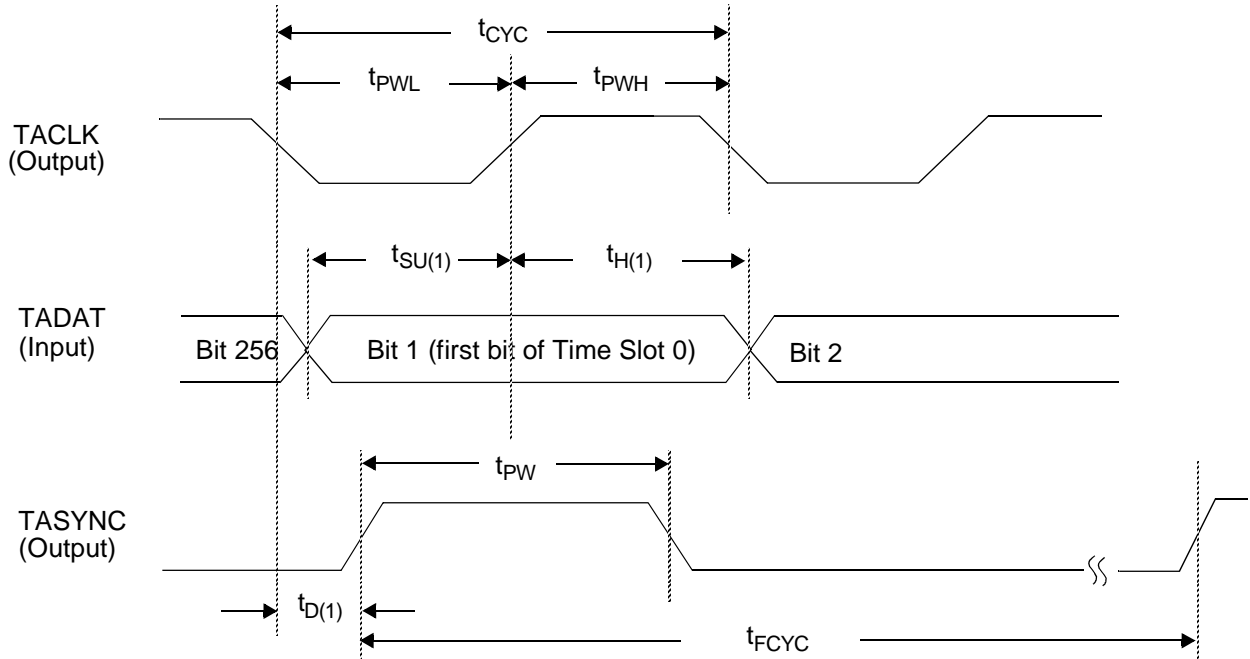 tCYC
tPWL
tPWH
TACLK
(Output)
tSU(1)
tH(1)
TADAT
(Input)
Bit 256
Bit 1 (first bit of Time Slot 0)
Bit 2
tPW
TASYNC
(Output)
tD(1)
tFCYC